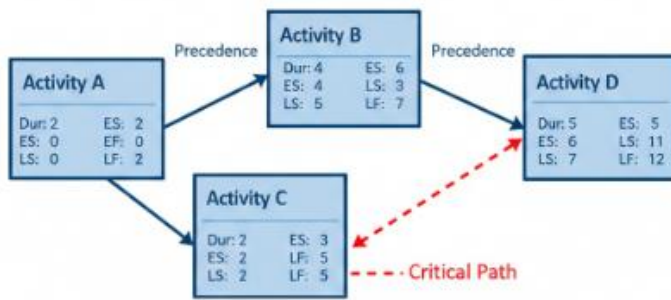 Activity A
Dur: 2 ES: 2
ES: 0 EF: 0
LS: 0 LF: 2
Precedence
Activity B
Dur: 4 ES: 6
ES: 4 LS: 3
LS: 5 LF: 7
Precedence
Activity D
Dur: 5 ES: 5
ES: 6 LS: 11
LS: 7 LF: 12
Activity C
Dur: 2 ES: 3
ES: 2 LF: 5
LS: 2 LF: 5
Critical Path